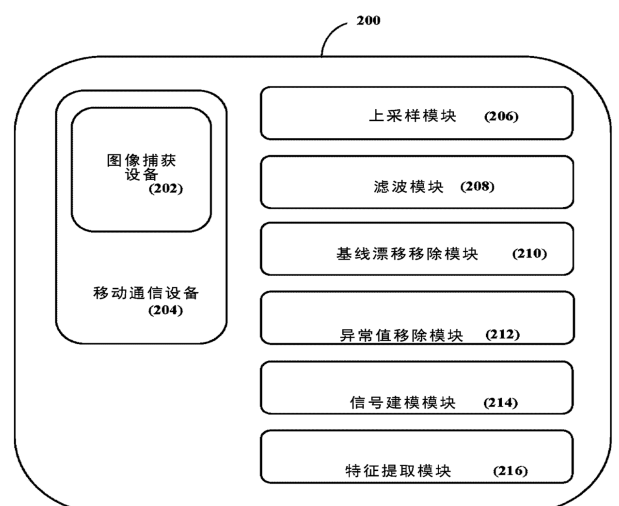 200
图像捕获
设备
(202)
移动通信设备
(204)
上采样模块 (206)
滤波模块 (208)
基线漂移移除模块 (210)
异常值移除模块 (212)
信号建模模块 (214)
特征提取模块 (216)